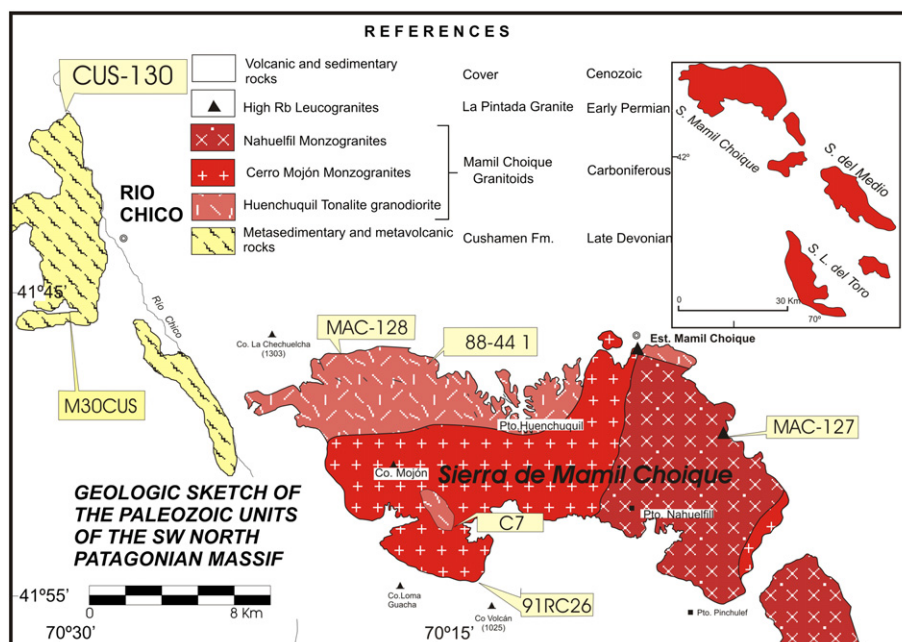 REFERENCES
Volcanic and sedimentary
rocks
Cover
Cenozoic
High Rb Leucogranites
La Pintada Granite
Early Permian
Nahuelfil Monzogranites
Cerro Mojón Monzogranites
Huenchuquil Tonalite granodiorite
Mamil Choique
Granitoids
Carboniferous
Metasedimentary and metavolcanic
rocks
Cushamen Fm.
Late Devonian
CUS-130
RIO
CHICO
Rio Chico
41º45'
M30CUS
S. Mamil Choique
42º
S. del Medio
S. L. del Toro
0
30 Km
70º
Co. La Chechuelcha
(1303)
MAC-128
88-44 1
Est. Mamil Choique
MAC-127
Pto.Huenchuquil
Co. Mojón
Sierra de Mamil Choique
Pto. Nahuelfill
C7
91RC26
Co.Loma
Guacha
Co Volcán
(1025)
Pto. Pinchulef
GEOLOGIC SKETCH OF
THE PALEOZOIC UNITS
OF THE SW NORTH
PATAGONIAN MASSIF
41º55'
0
8 Km
70º30'
70º15'